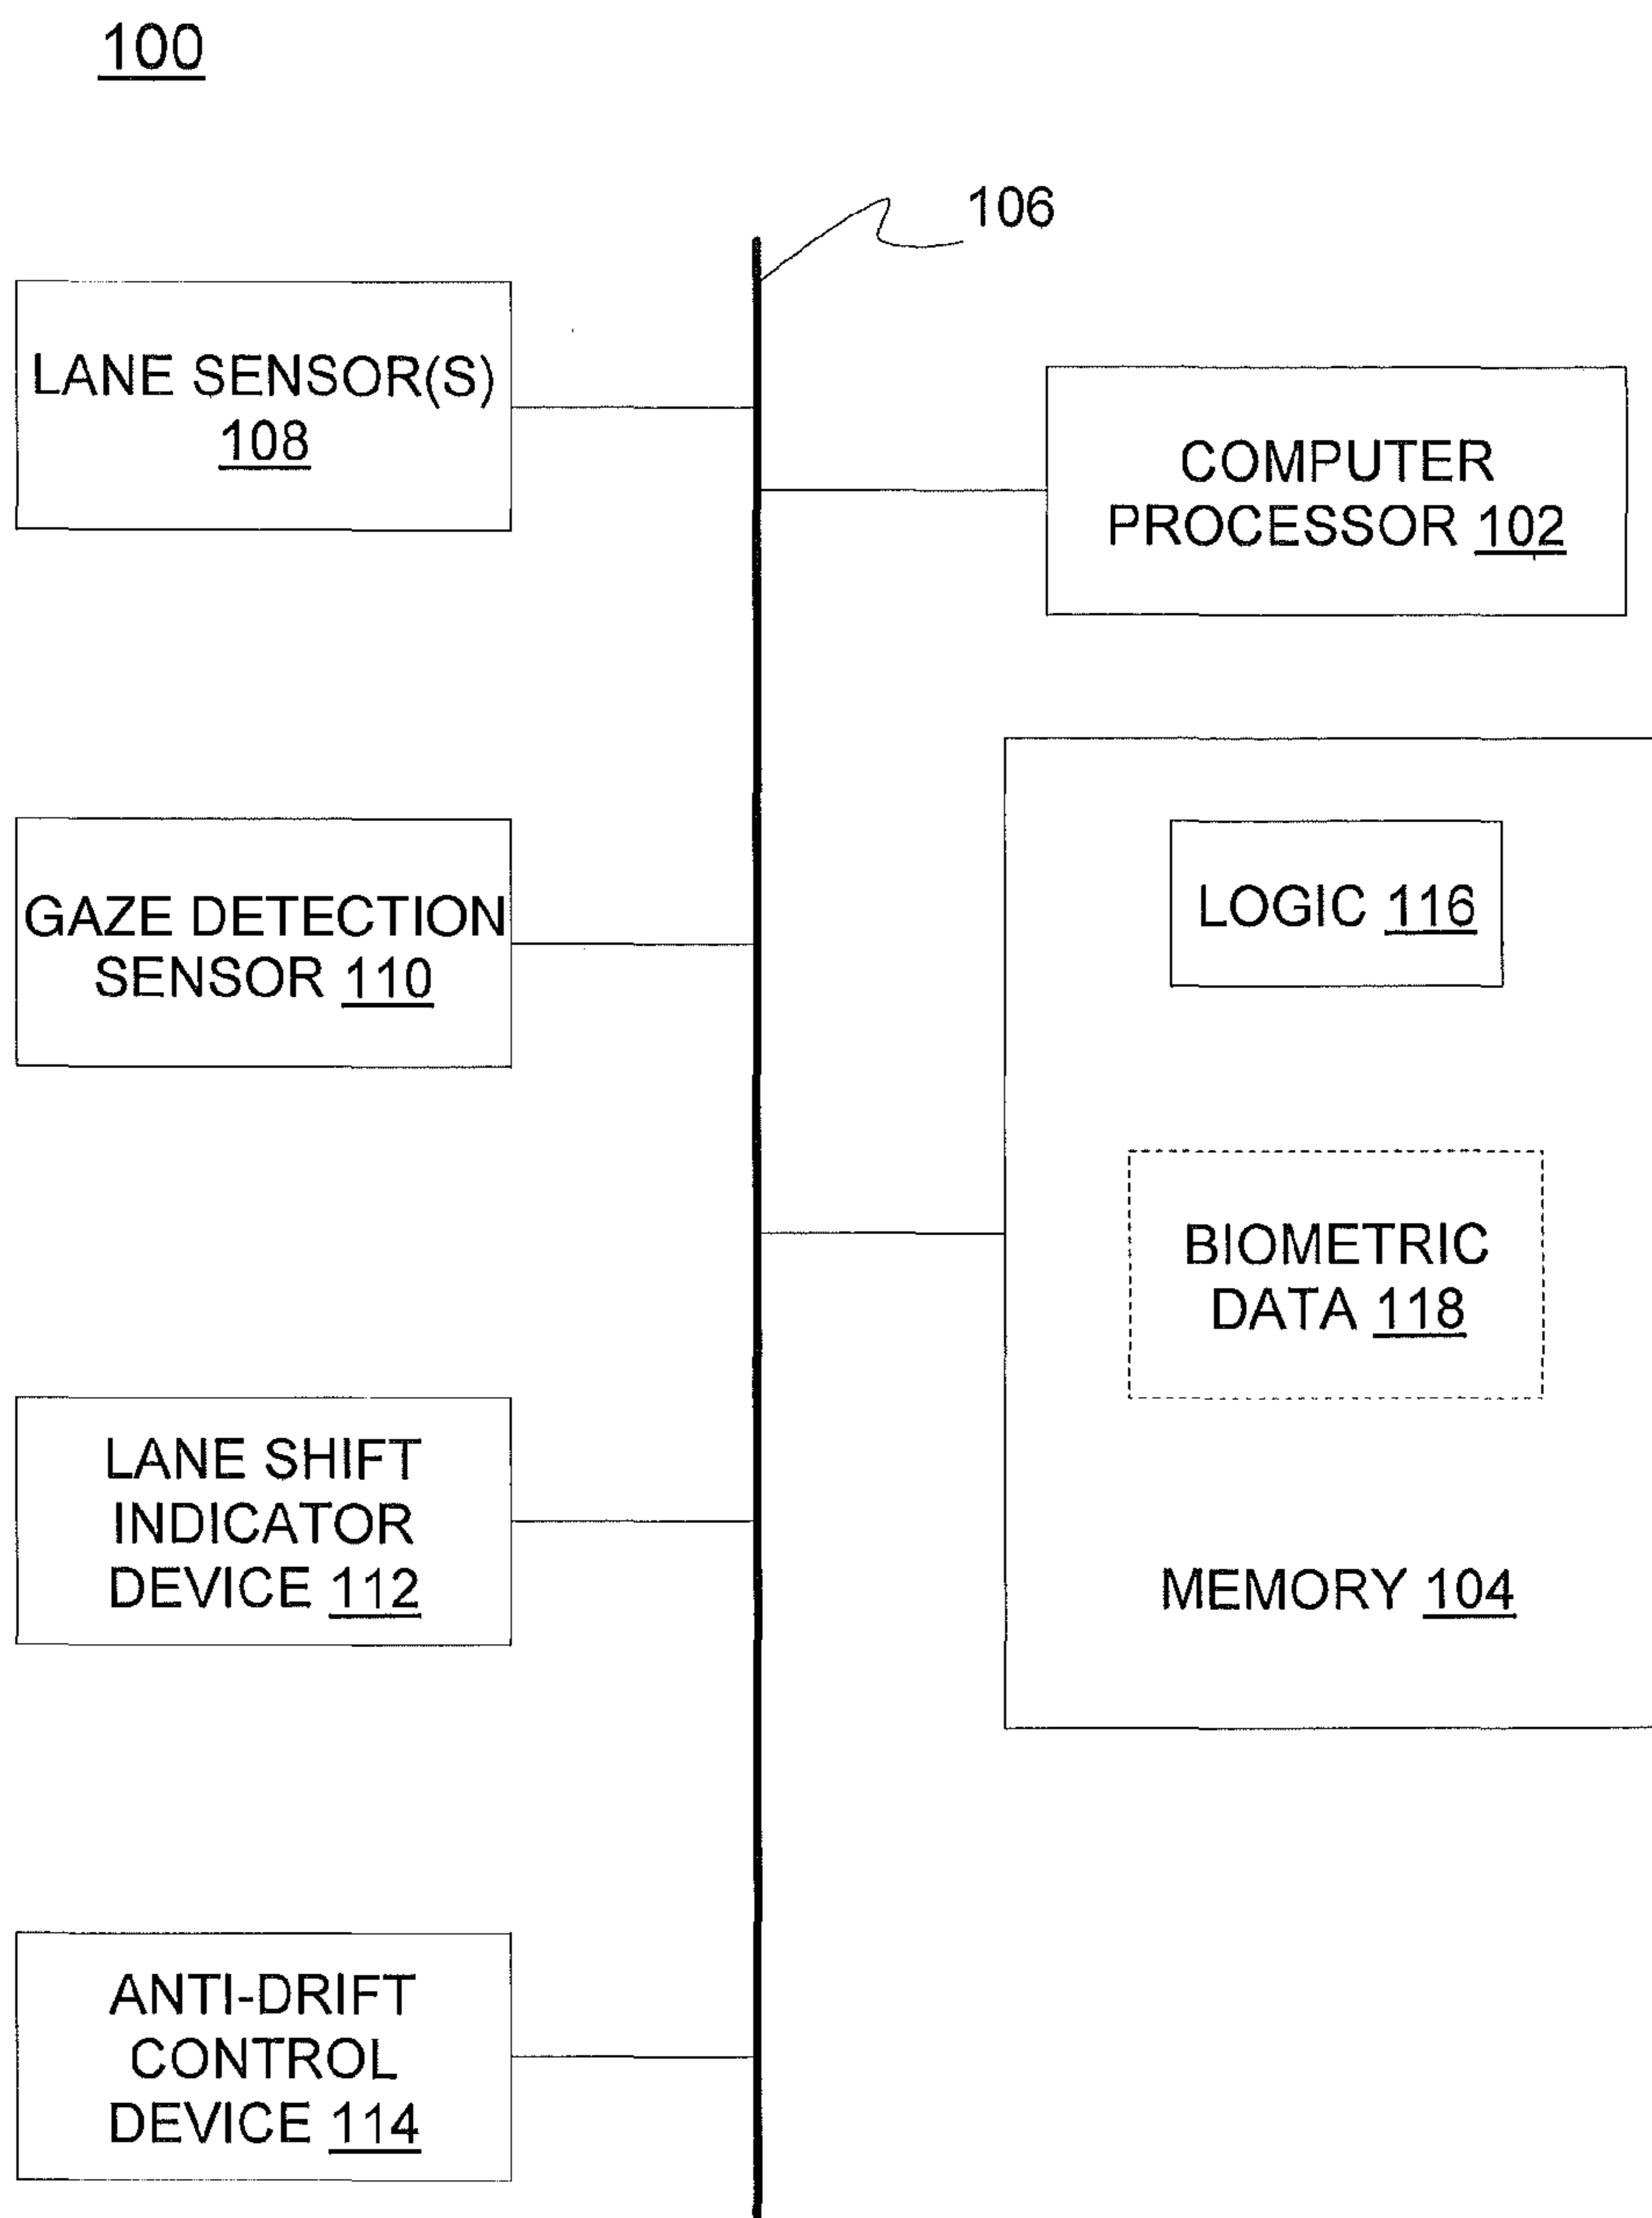 100
106
LANE SENSOR(S)
108
COMPUTER
PROCESSOR 102
GAZE DETECTION
SENSOR 110
LOGIC 116
BIOMETRIC
DATA 118
LANE SHIFT
INDICATOR
DEVICE 112
MEMORY 104
ANTI-DRIFT
CONTROL
DEVICE 114